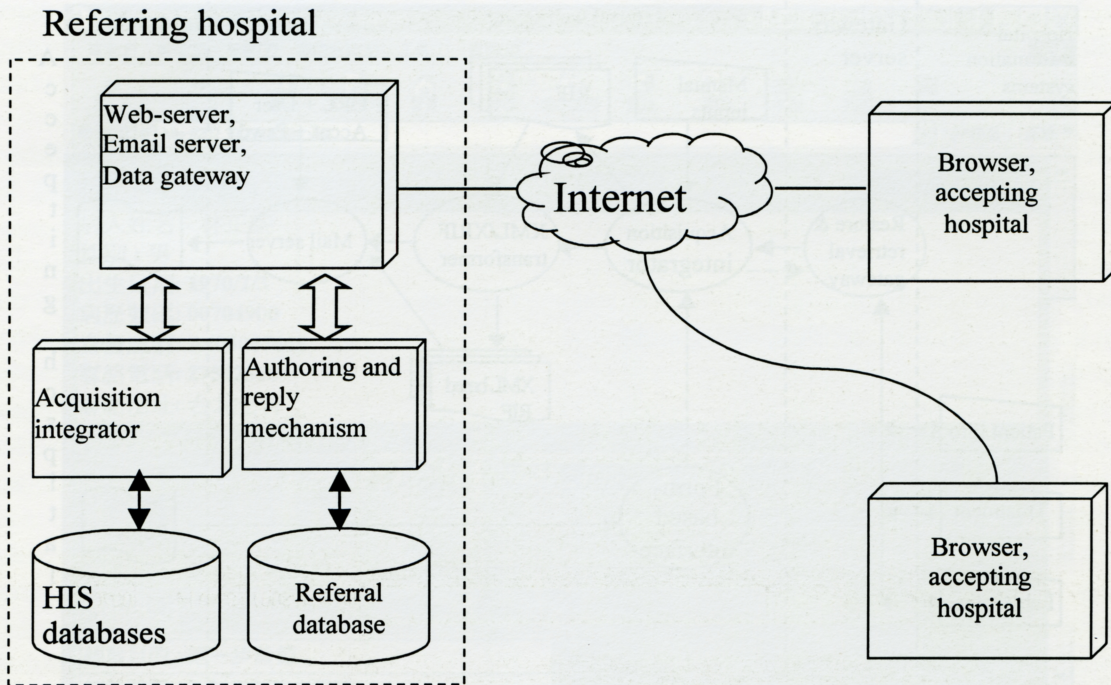 Referring hospital
Web-server,
Email server,
Data gateway
Internet
Browser,
accepting
hospital
Acquisition
integrator
Authoring and
reply
mechanism
HIS
databases
Referral
database
Browser,
accepting
hospital